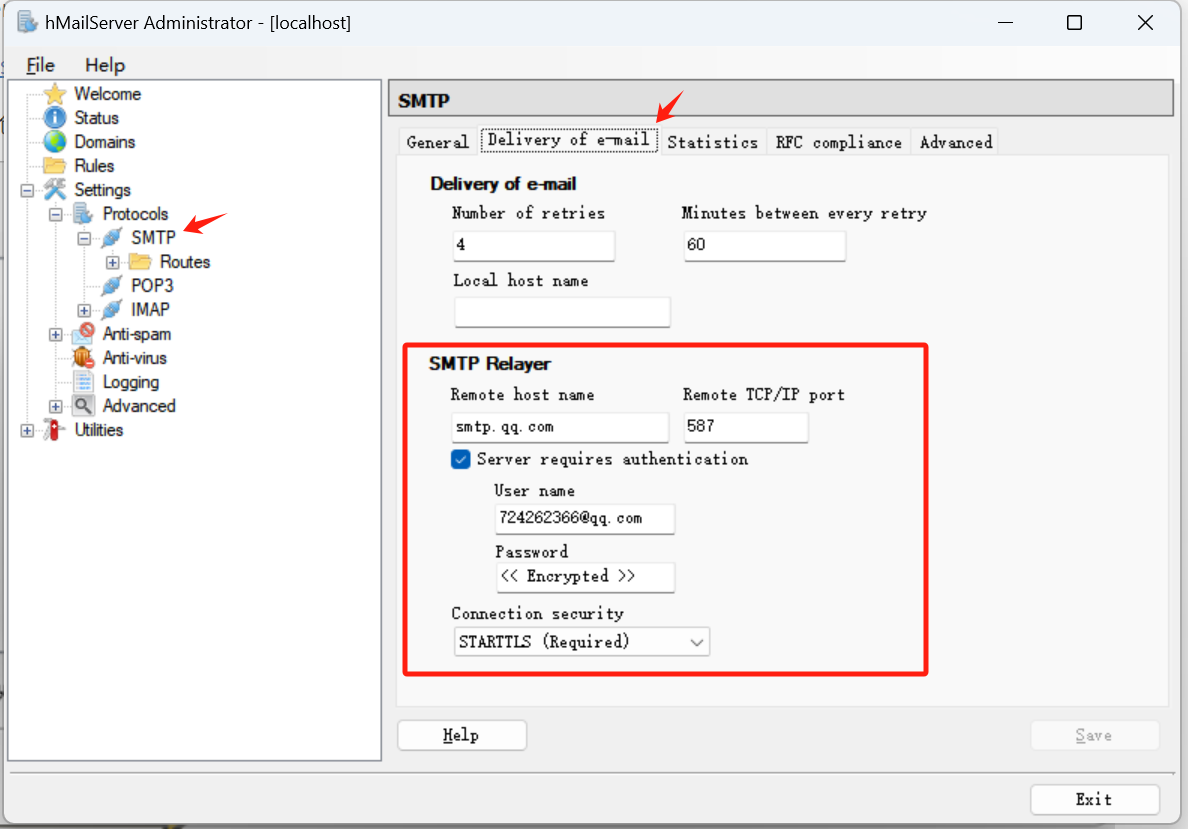 hMailServer Administrator - [localhost]
File Help
Welcome
Status
Domains
Rules
Settings
Protocols
SMTP
Routes
POP3
IMAP
Anti-spam
Anti-virus
Logging
Advanced
Utilities
SMTP
General Delivery of e-mail Statistics RFC compliance Advanced
Delivery of e-mail
Number of retries Minutes between every retry
4 60
Local host name
SMTP Relayer
Remote host name Remote TCP/IP port
smtp.qq.com 587
Server requires authentication
User name
724262366@qq.com
Password
<< Encrypted >>
Connection security
STARTTLS (Required)
Help Save
Exit